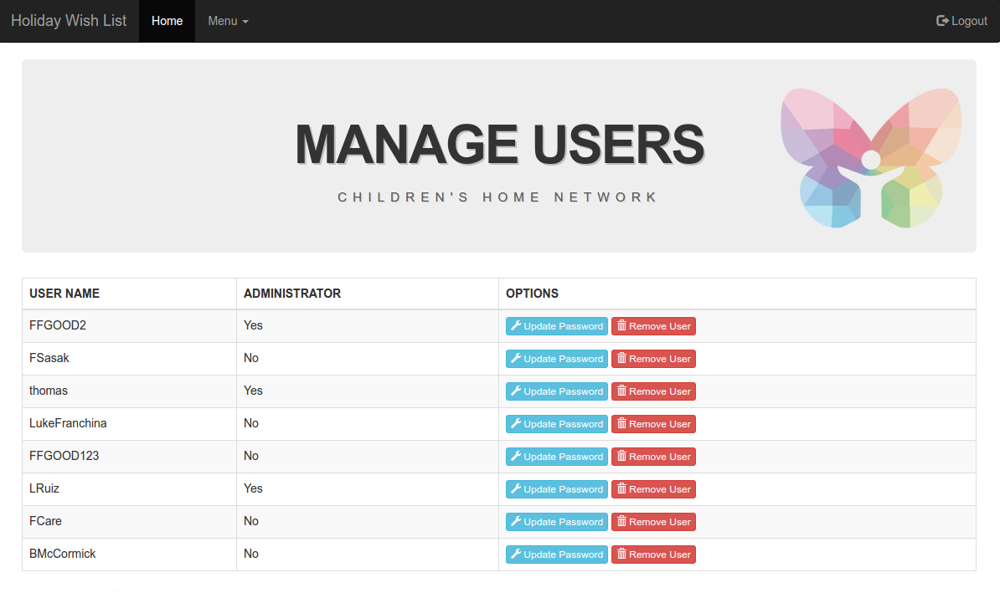 Holiday Wish List Home Menu Logout
MANAGE USERS
CHILDREN'S HOME NETWORK
USER NAME ADMINISTRATOR OPTIONS
FFGOOD2 Yes Update Password Remove User
FSasak No Update Password Remove User
thomas Yes Update Password Remove User
LukeFranchina No Update Password Remove User
FFGOOD123 No Update Password Remove User
LRuiz Yes Update Password Remove User
FCare No Update Password Remove User
BMcCormick No Update Password Remove User